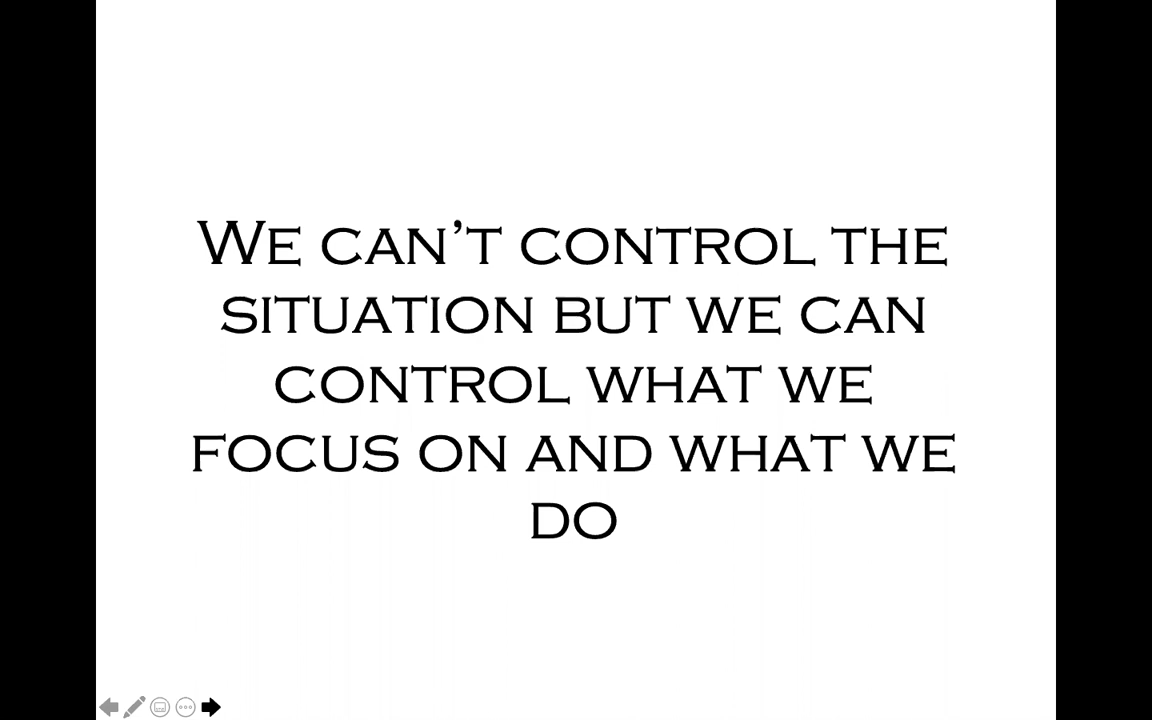 We can’t control the
situation but we can
control what we
focus on and what we
do